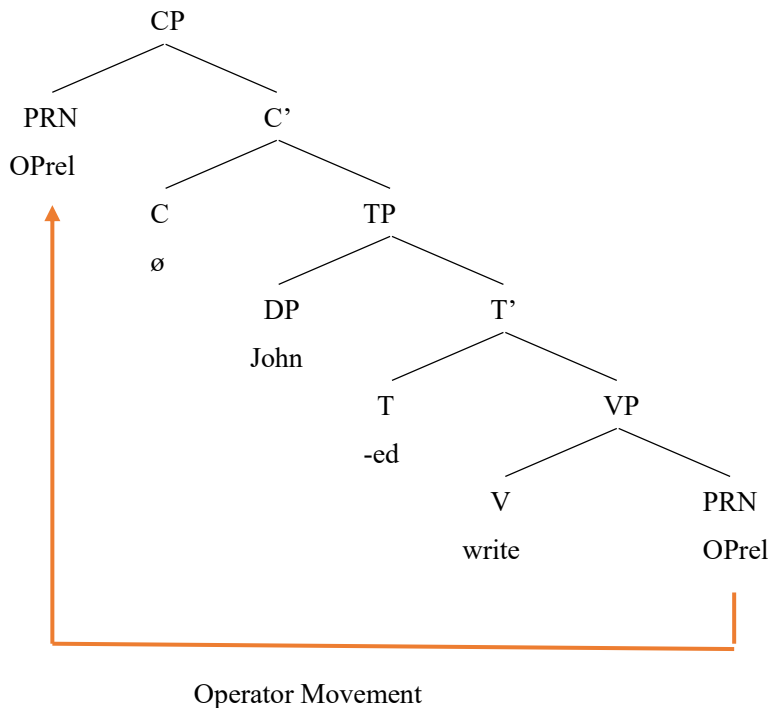 CP
PRN C’
OPrel
C TP
ø
DP T’
John
T VP
-ed
V PRN
write OPrel
Operator Movement